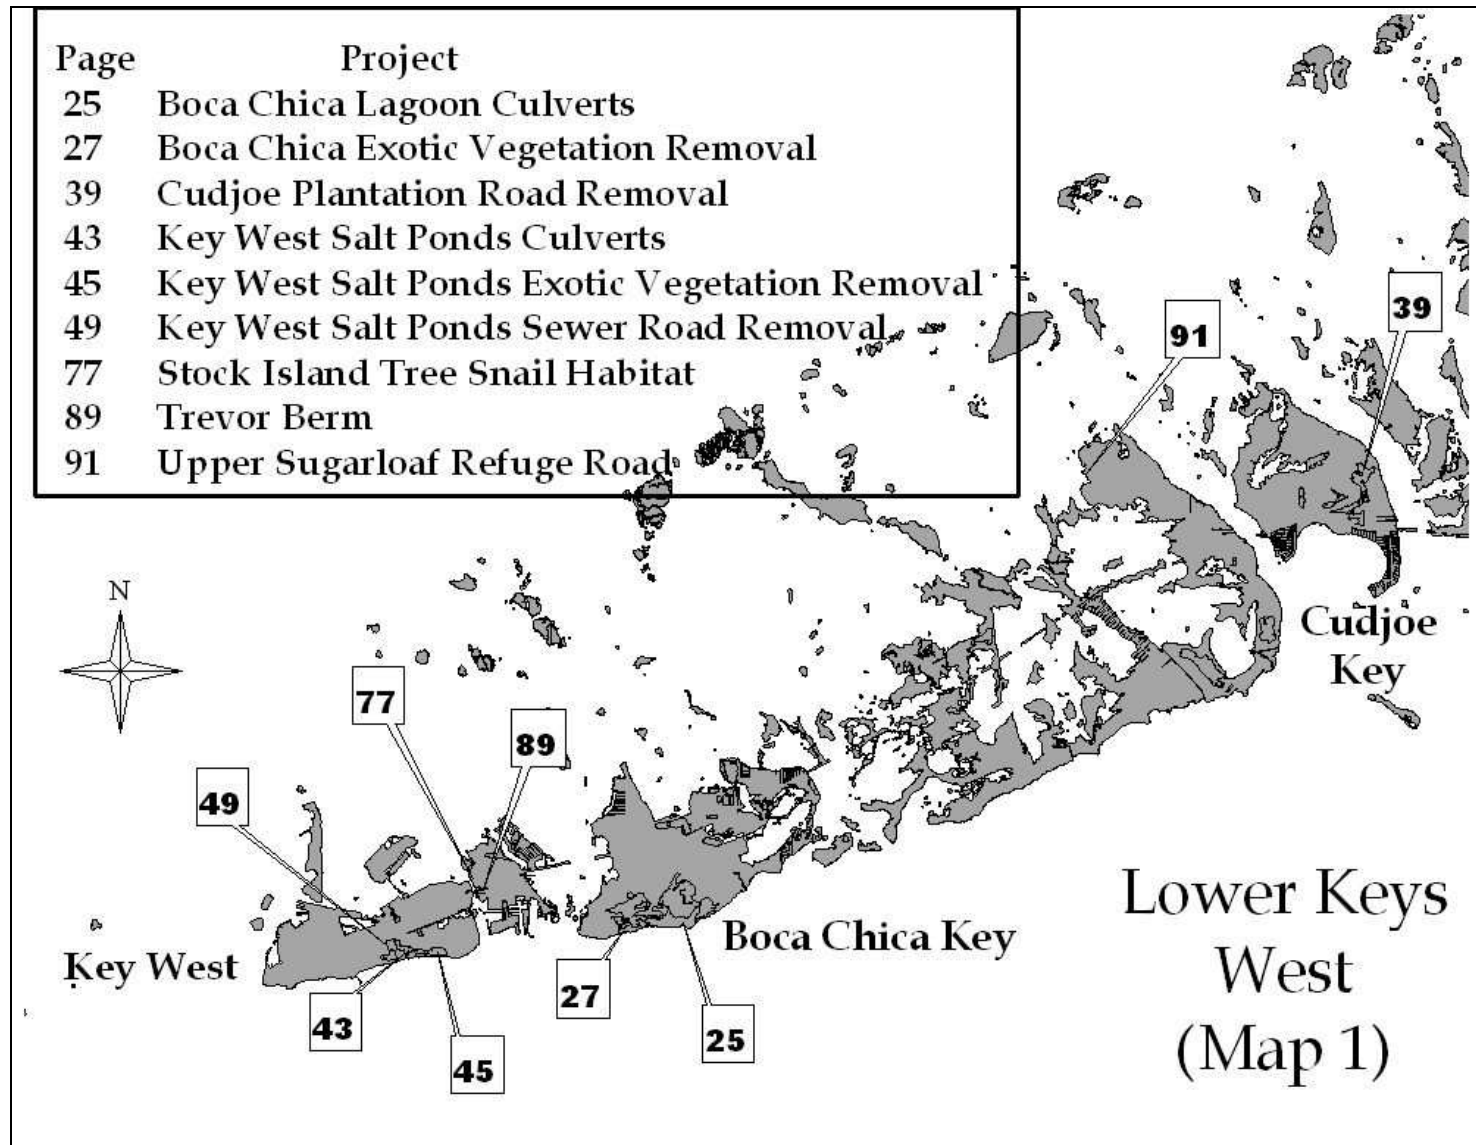 Page Project
25 Boca Chica Lagoon Culverts
27 Boca Chica Exotic Vegetation Removal
39 Cudjoe Plantation Road Removal
43 Key West Salt Ponds Culverts
45 Key West Salt Ponds Exotic Vegetation Removal
49 Key West Salt Ponds Sewer Road Removal
77 Stock Island Tree Snail Habitat
89 Trevor Berm
91 Upper Sugarloaf Refuge Road
39
91
N
Cudjoe
Key
77
89
49
Key West
Boca Chica Key
27
43
25
45
Lower Keys
West
(Map 1)